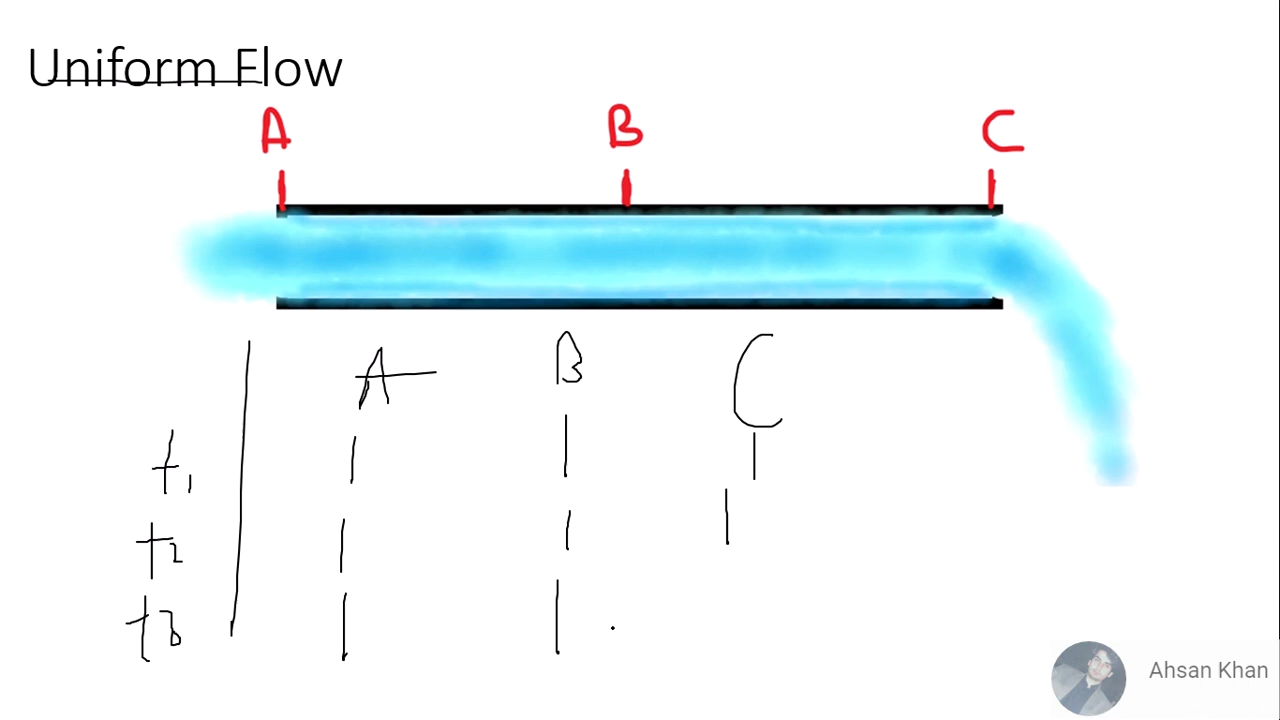 Uniform Flow
A B C
A B C
t1 | | |
t2 | | |
t3 | |
Ahsan Khan